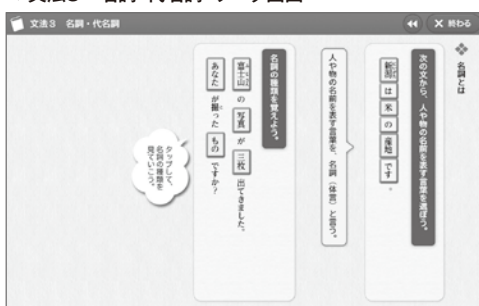 文法3 名詞・代名詞
終わる
名詞とは
次の文から、人や物の名前を表す言葉を選ぼう。
新潟は米の産地です。
人や物の名前を表す言葉を、名詞（体言）と言う。
名詞の種類を覚えよう。
富士山の写真が三枚出てきました。
あなたが撮ったものですか？
タップして、
名詞の種類を
見ていこう。